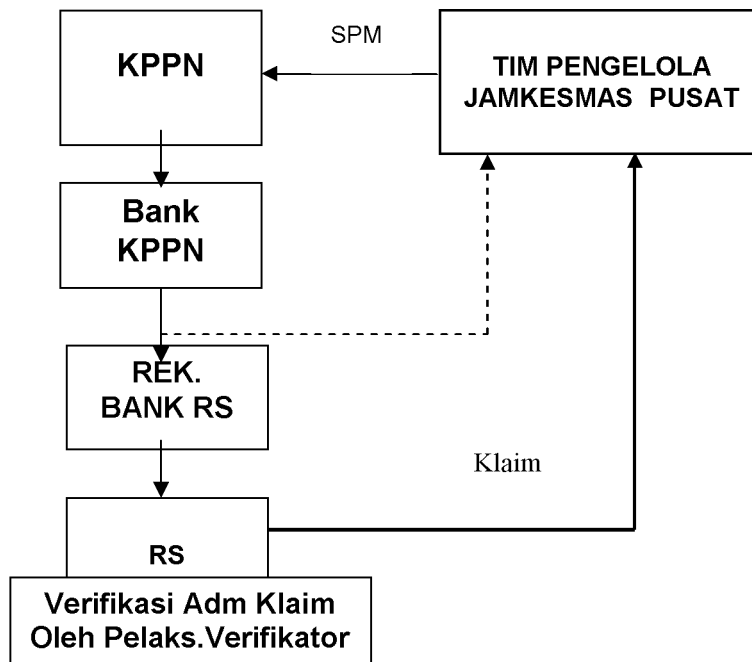 KPPN
SPM
TIM PENGELOLA
JAMKESMAS PUSAT
Bank
KPPN
REK.
BANK RS
Klaim
RS
Verifikasi Adm Klaim
Oleh Pelaks.Verifikator